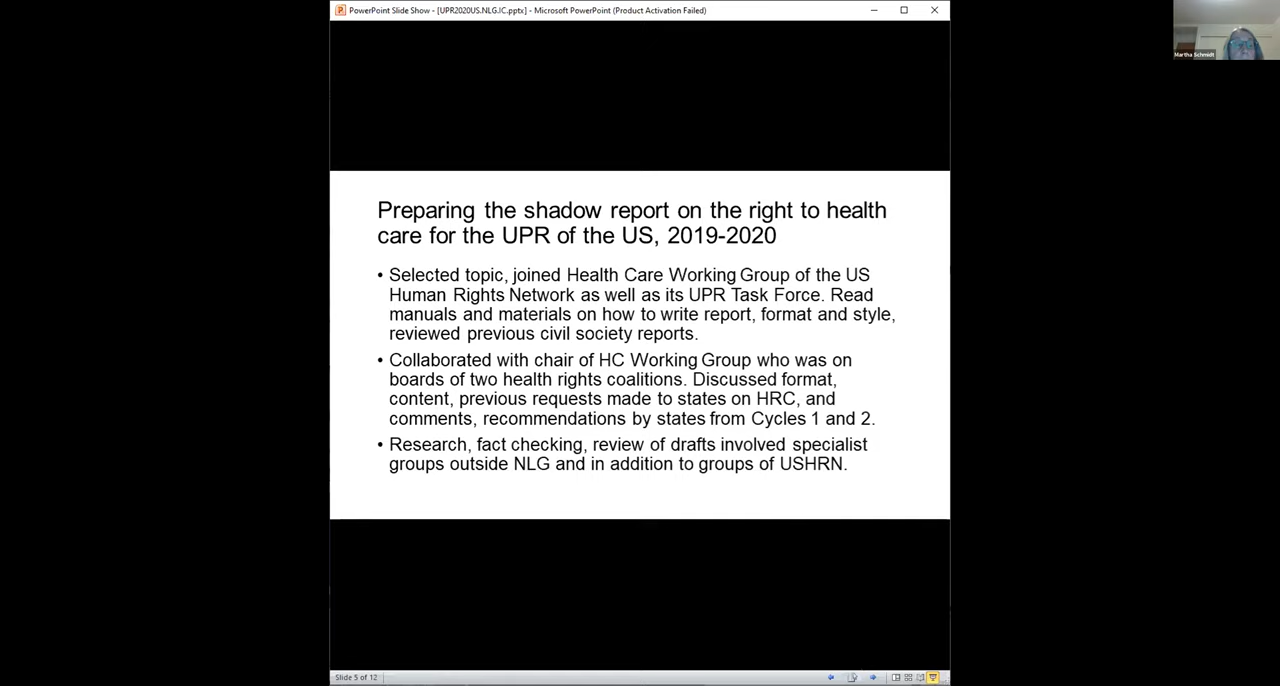 PowerPoint Slide Show - [UPR2020US.NLG.IC.pptx] - Microsoft PowerPoint (Product Activation Failed)
Martha Schmidt
Preparing the shadow report on the right to health
care for the UPR of the US, 2019-2020
• Selected topic, joined Health Care Working Group of the US
Human Rights Network as well as its UPR Task Force. Read
manuals and materials on how to write report, format and style,
reviewed previous civil society reports.
• Collaborated with chair of HC Working Group who was on
boards of two health rights coalitions. Discussed format,
content, previous requests made to states on HRC, and
comments, recommendations by states from Cycles 1 and 2.
• Research, fact checking, review of drafts involved specialist
groups outside NLG and in addition to groups of USHRN.
Slide 5 of 12